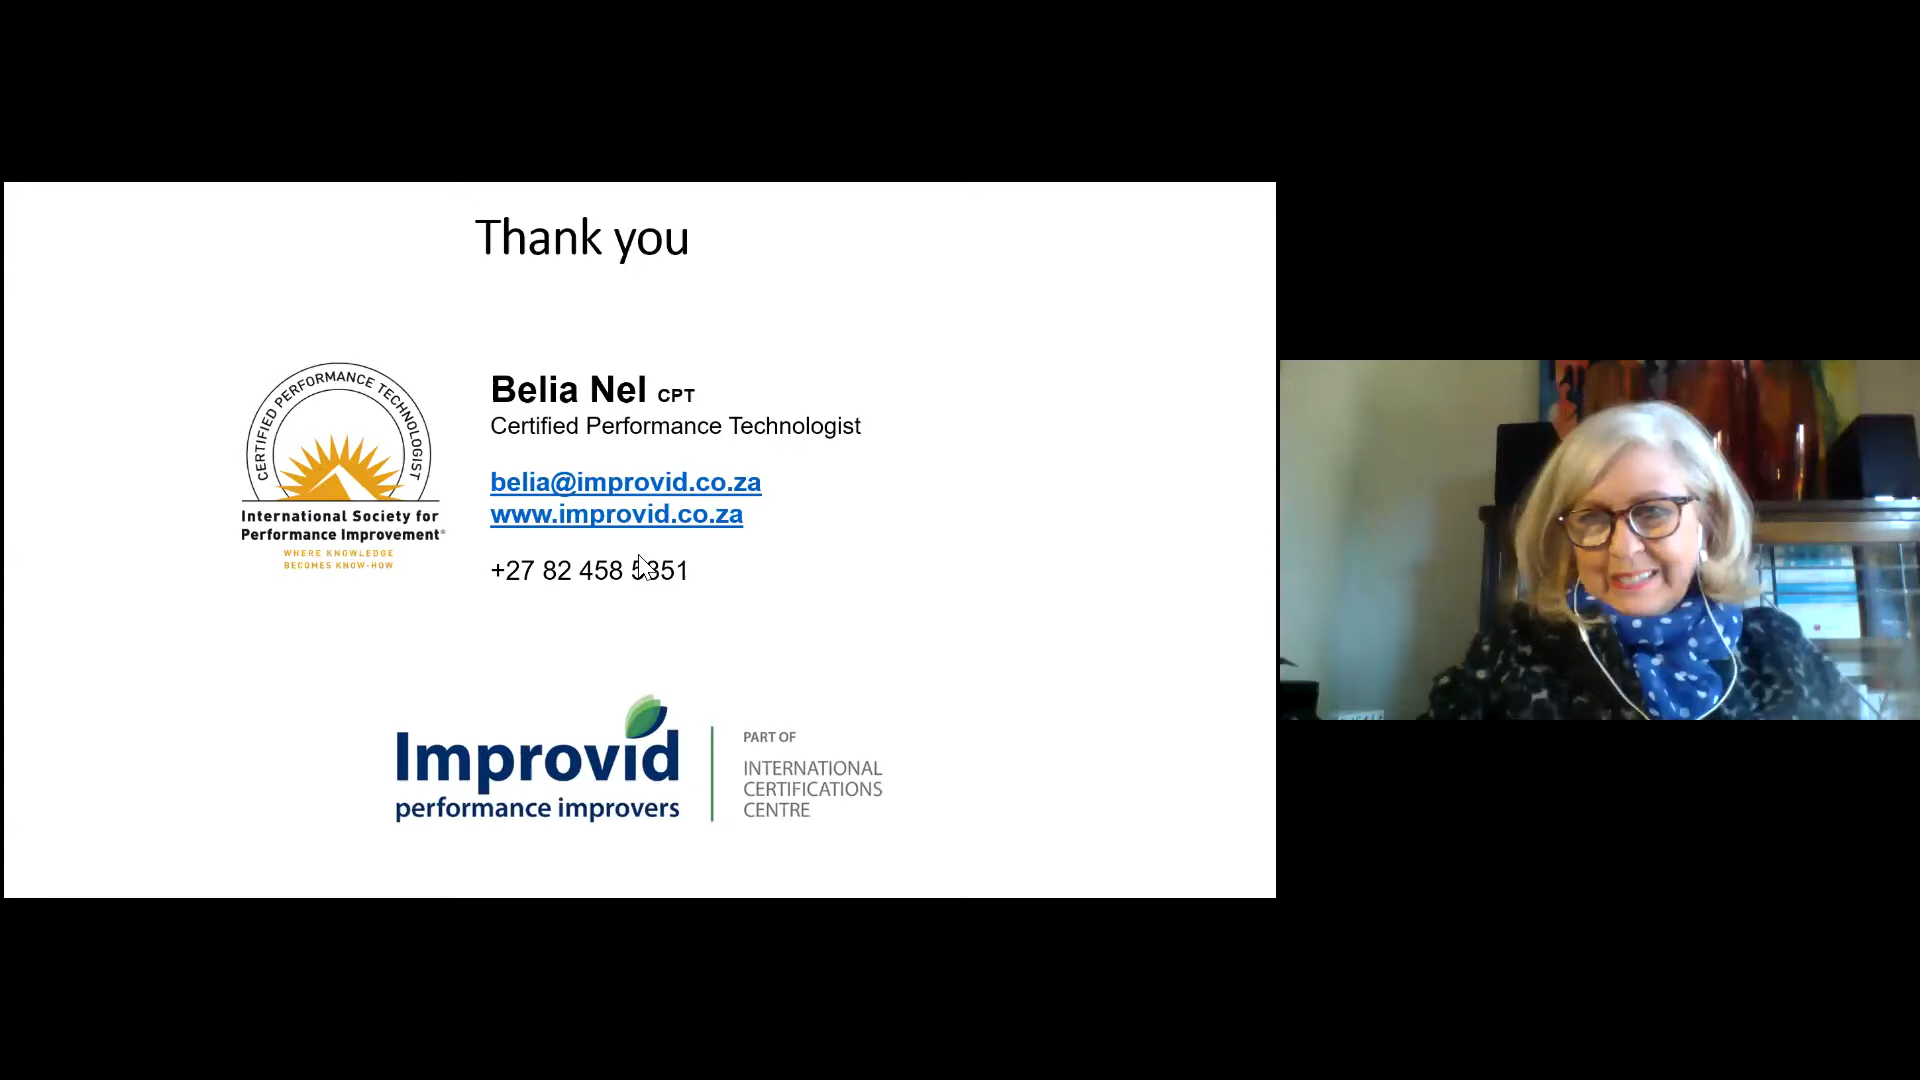 Thank you
CERTIFIED PERFORMANCE TECHNOLOGIST
International Society for
Performance Improvement®
WHERE KNOWLEDGE
BECOMES KNOW-HOW
Belia Nel CPT
Certified Performance Technologist
belia@improvid.co.za
www.improvid.co.za
+27 82 458 5351
Improvid
performance improvers
PART OF
INTERNATIONAL
CERTIFICATIONS
CENTRE